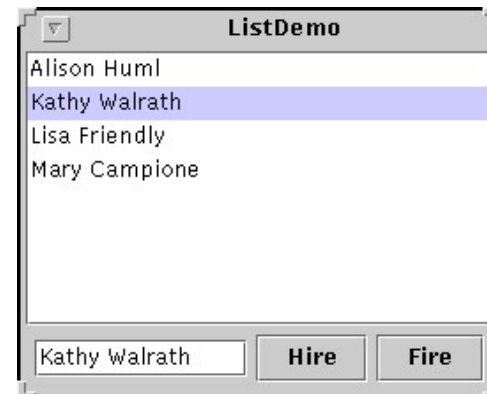 ListDemo
Alison Huml
Kathy Walrath
Lisa Friendly
Mary Campione
Kathy Walrath Hire Fire